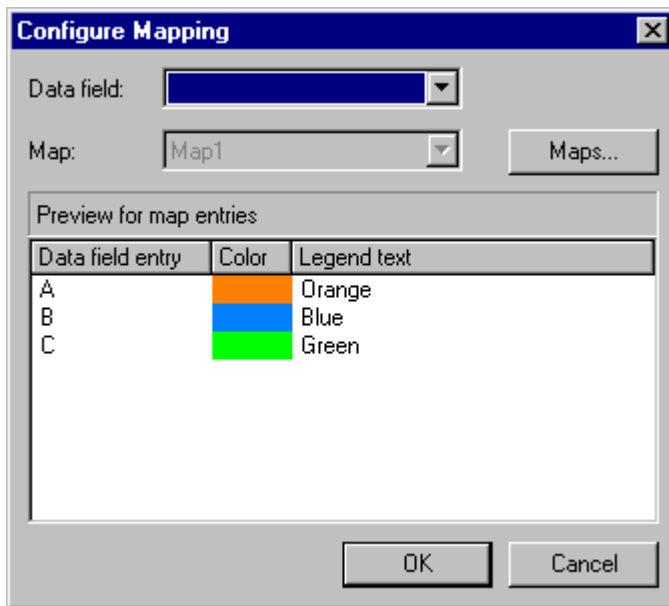 Configure Mapping
Data field:
Map: Map1 Maps...
Preview for map entries
Data field entry Color Legend text
A Orange
B Blue
C Green
OK Cancel